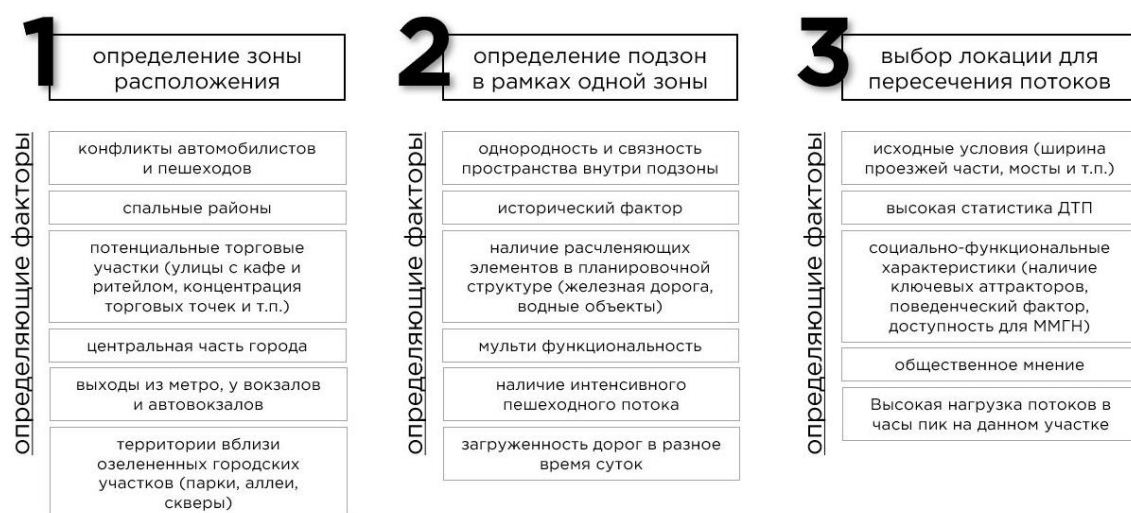 1
определение зоны
расположения
определяющие факторы
конфликты автомобилистов
и пешеходов
спальные районы
потенциальные торговые
участки (улицы с кафе и
ритейлом, концентрация
торговых точек и т.п.)
центральная часть города
выходы из метро, у вокзалов
и автовокзалов
территории вблизи
озелененных городских
участков (парки, аллеи,
скверы)
2
определение подзон
в рамках одной зоны
определяющие факторы
однородность и связность
пространства внутри подзоны
исторический фактор
наличие расчленяющих
элементов в планировочной
структуре (железная дорога,
водные объекты)
мульти функциональность
наличие интенсивного
пешеходного потока
загруженность дорог в разное
время суток
3
выбор локации для
пересечения потоков
определяющие факторы
исходные условия (ширина
проезжей части, мосты и т.п.)
высокая статистика ДТП
социально-функциональные
характеристики (наличие
ключевых аттракторов,
поведенческий фактор,
доступность для ММГН)
общественное мнение
Высокая нагрузка потоков в
часы пик на данном участке